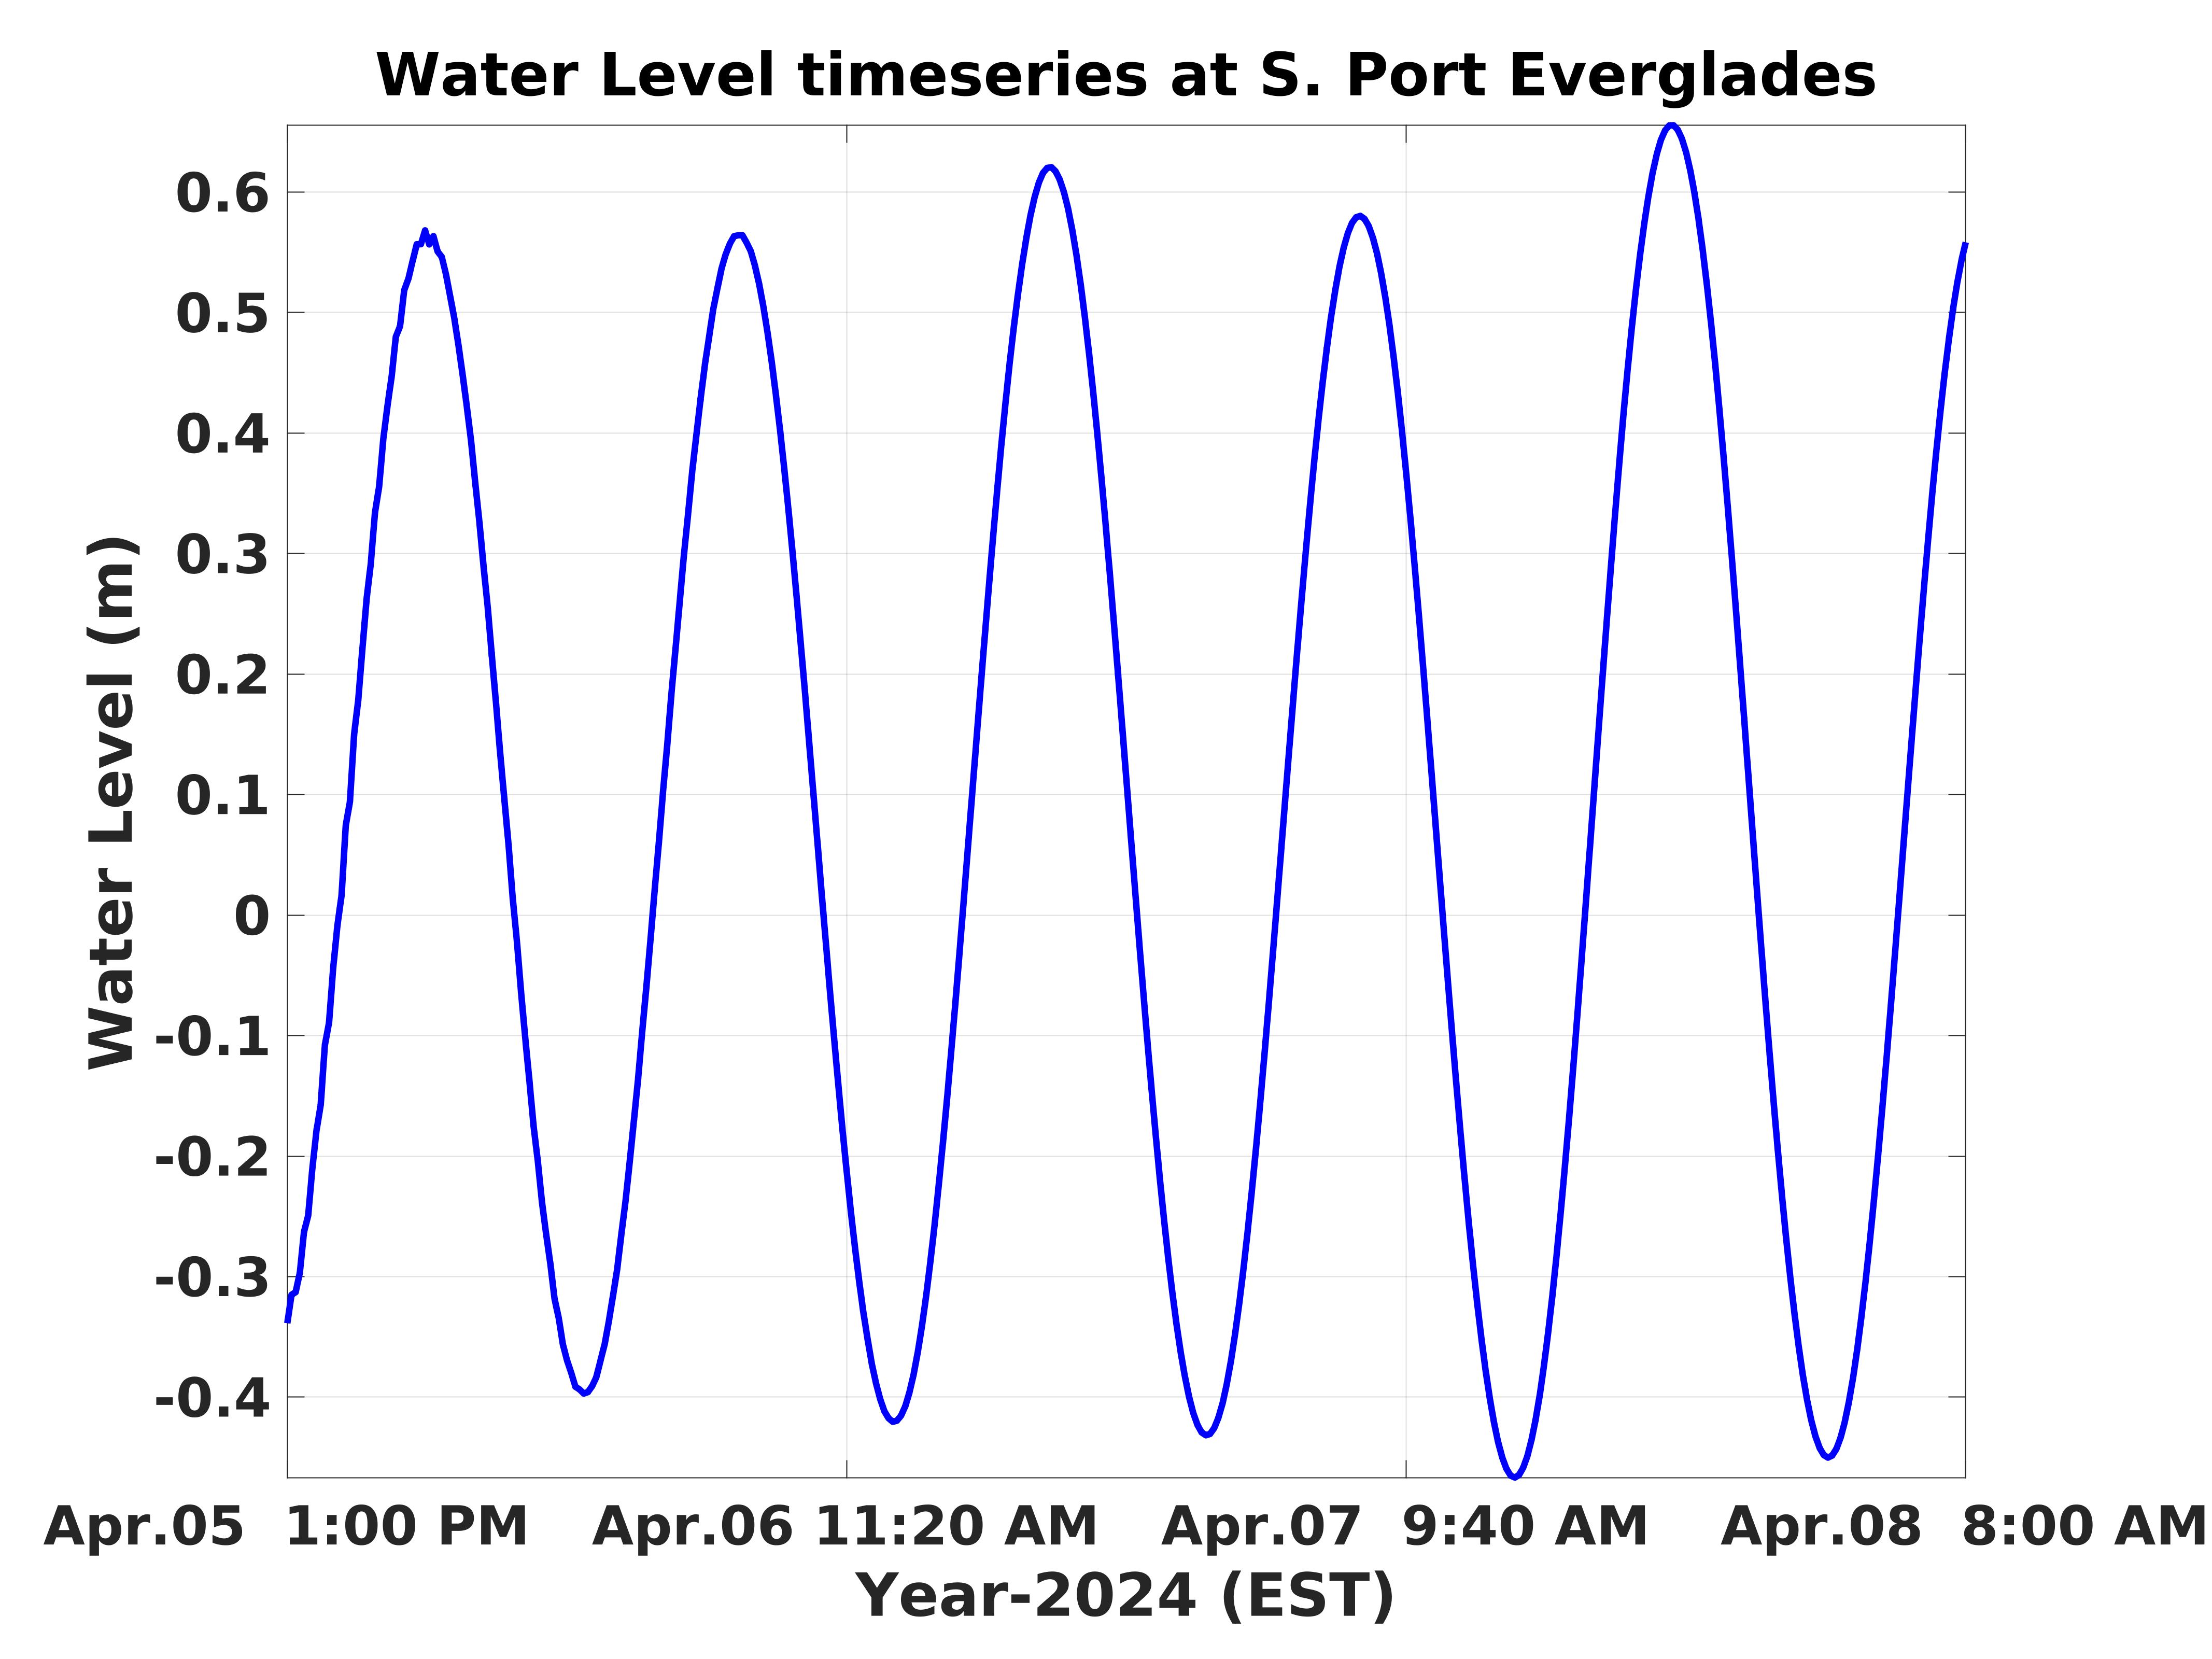 Water Level timeseries at S. Port Everglades
Water Level (m)
0.6
0.5
0.4
0.3
0.2
0.1
0
-0.1
-0.2
-0.3
-0.4
Apr.05 1:00 PM Apr.06 11:20 AM Apr.07 9:40 AM Apr.08 8:00 AM
Year-2024 (EST)